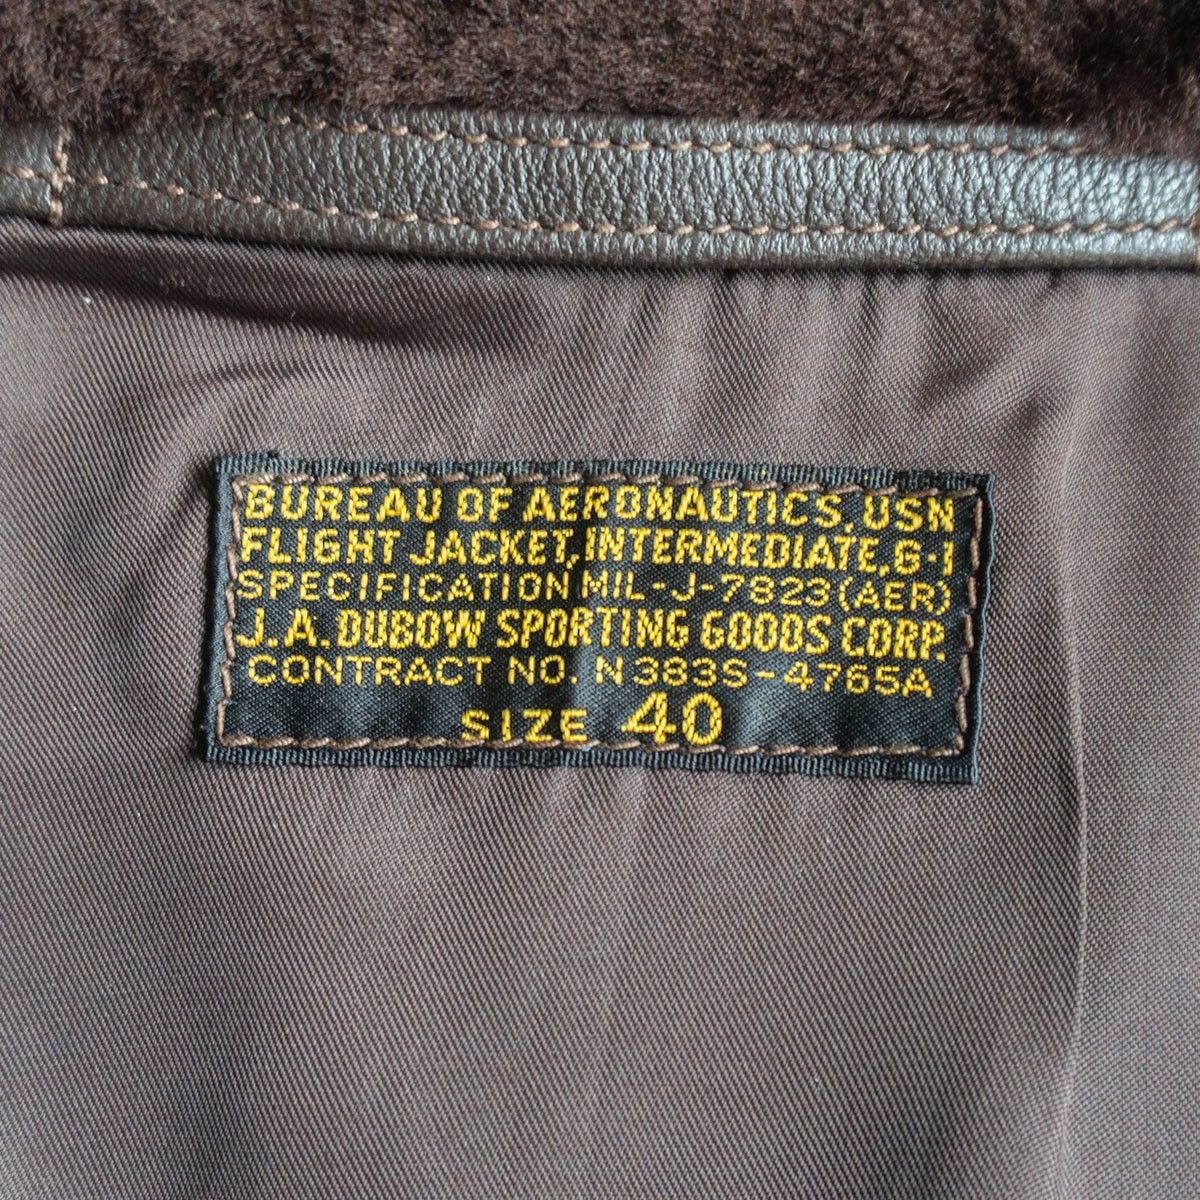 BUREAU OF AERONAUTICS, USN
FLIGHT JACKET, INTERMEDIATE, G-1
SPECIFICATION MIL-J-7823(AER)
J.A. DUBOW SPORTING GOODS CORP.
CONTRACT NO. N383S-4765A
SIZE 40